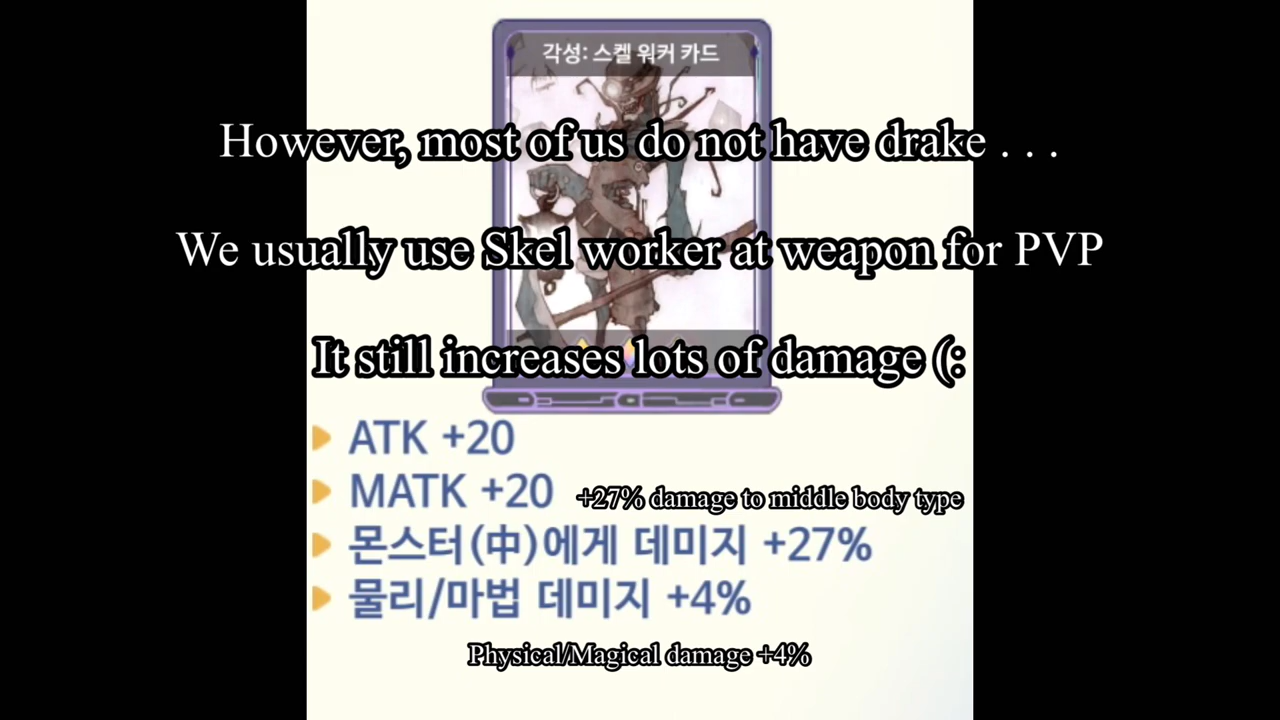 각성: 스켈 워커 카드
However, most of us do not have drake . . .
We usually use Skel worker at weapon for PVP
It still increases lots of damage (:
ATK +20
MATK +20
+27% damage to middle body type
몬스터(中)에게 데미지 +27%
물리/마법 데미지 +4%
Physical/Magical damage +4%